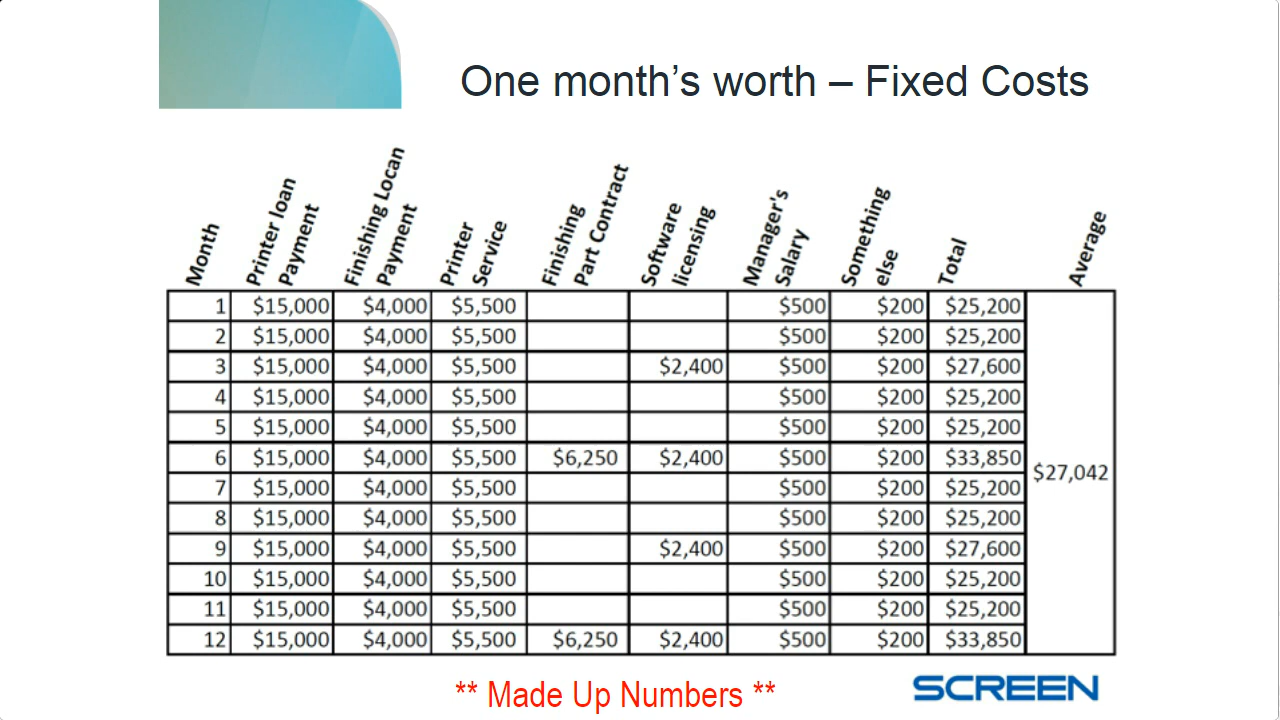 One month’s worth – Fixed Costs
Month
Printer loan
Payment
Finishing Locan
Payment
Printer
Service
Finishing
Part Contract
Software
licensing
Manager's
Salary
Something
else
Total
Average
1 $15,000 $4,000 $5,500 $500 $200 $25,200
2 $15,000 $4,000 $5,500 $500 $200 $25,200
3 $15,000 $4,000 $5,500 $2,400 $500 $200 $27,600
4 $15,000 $4,000 $5,500 $500 $200 $25,200
5 $15,000 $4,000 $5,500 $500 $200 $25,200
6 $15,000 $4,000 $5,500 $6,250 $2,400 $500 $200 $33,850
$27,042
7 $15,000 $4,000 $5,500 $500 $200 $25,200
8 $15,000 $4,000 $5,500 $500 $200 $25,200
9 $15,000 $4,000 $5,500 $2,400 $500 $200 $27,600
10 $15,000 $4,000 $5,500 $500 $200 $25,200
11 $15,000 $4,000 $5,500 $500 $200 $25,200
12 $15,000 $4,000 $5,500 $6,250 $2,400 $500 $200 $33,850
** Made Up Numbers **
SCREEN